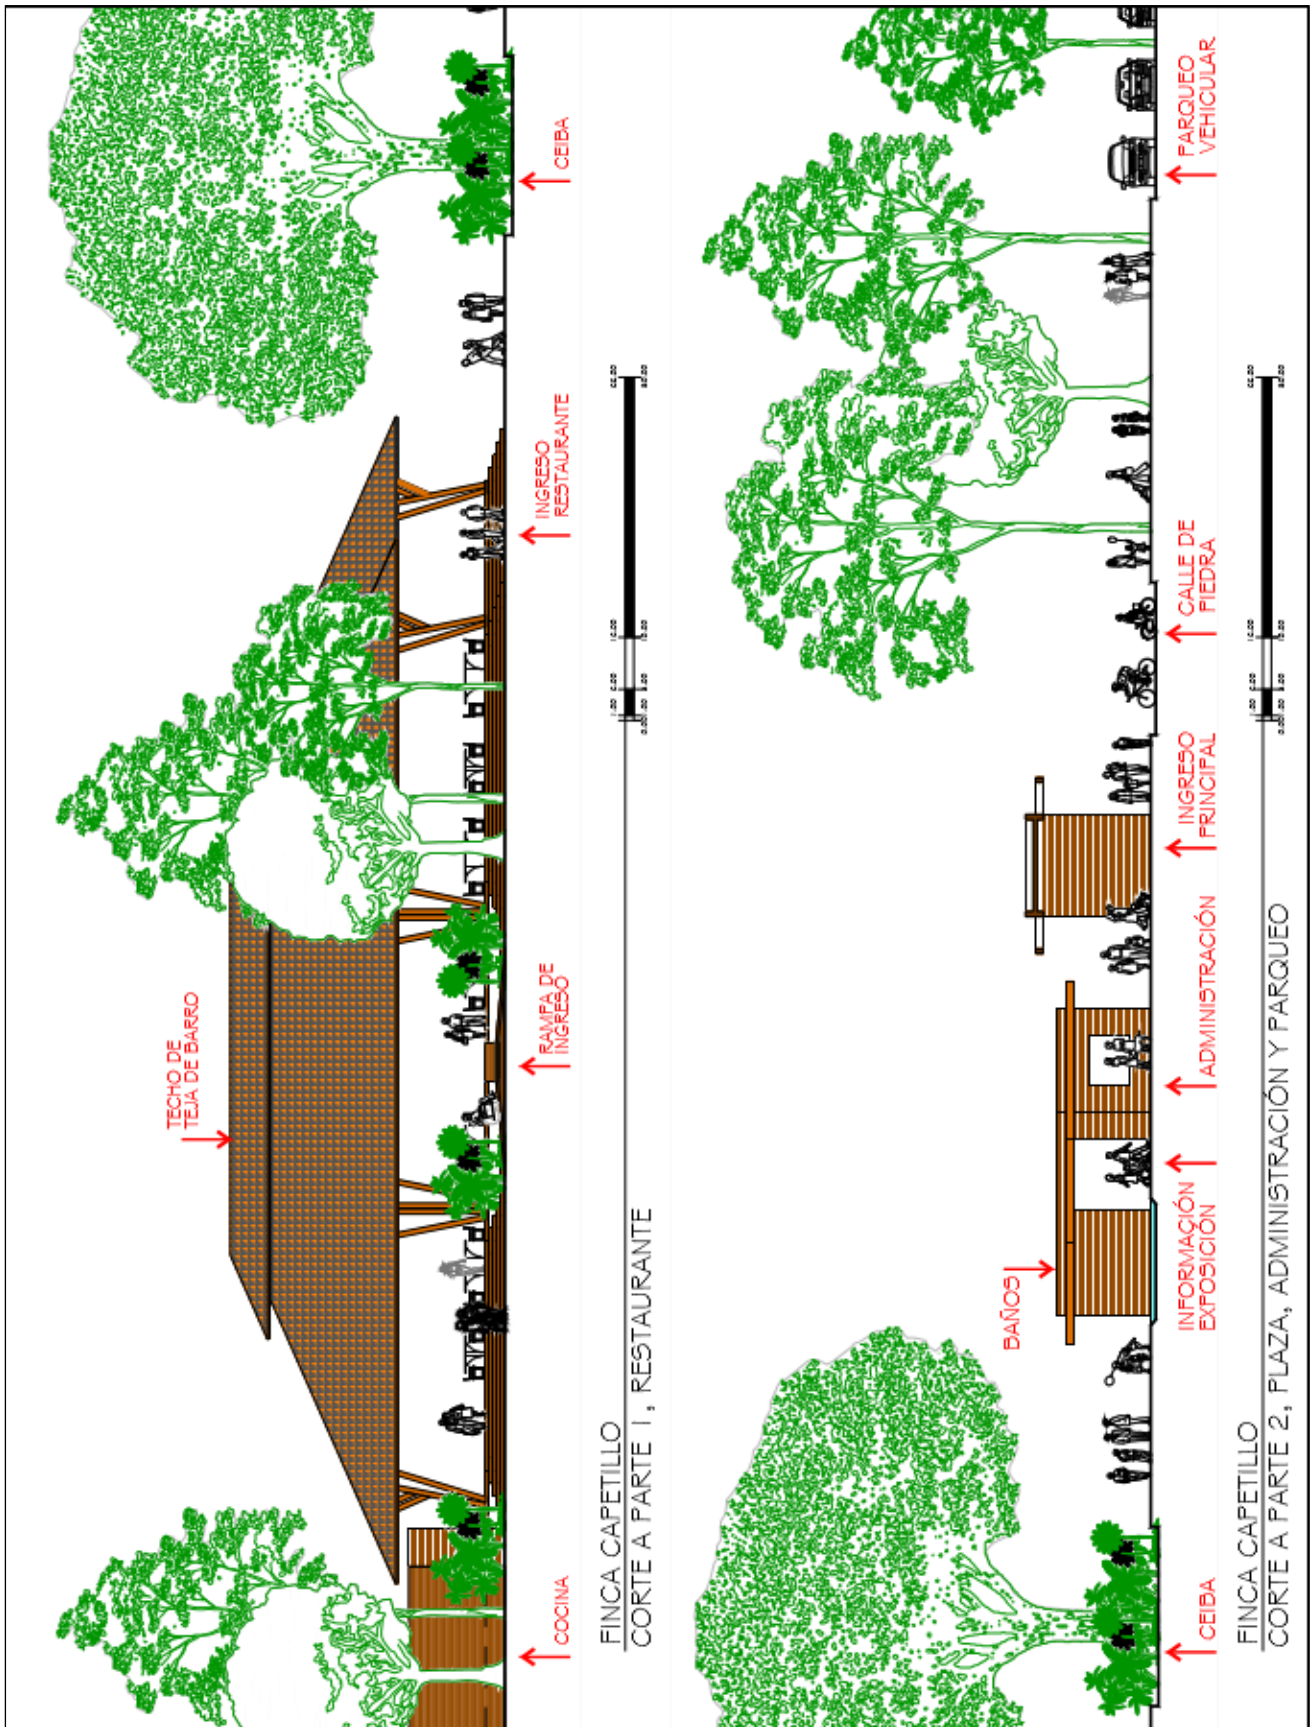 TECHO DE
TEJA DE BARRO
COCINA
RAMPA DE
INGRESO
INGRESO
RESTAURANTE
CEIBA
FINCA CAPETILLO
CORTE A PARTE 1, RESTAURANTE
BAÑOS
CEIBA
INFORMACIÓN
EXPOSICIÓN
ADMINISTRACIÓN
INGRESO
PRINCIPAL
CALLE DE
PIEDRA
PARQUEO
VEHICULAR
FINCA CAPETILLO
CORTE A PARTE 2, PLAZA, ADMINISTRACIÓN Y PARQUEO